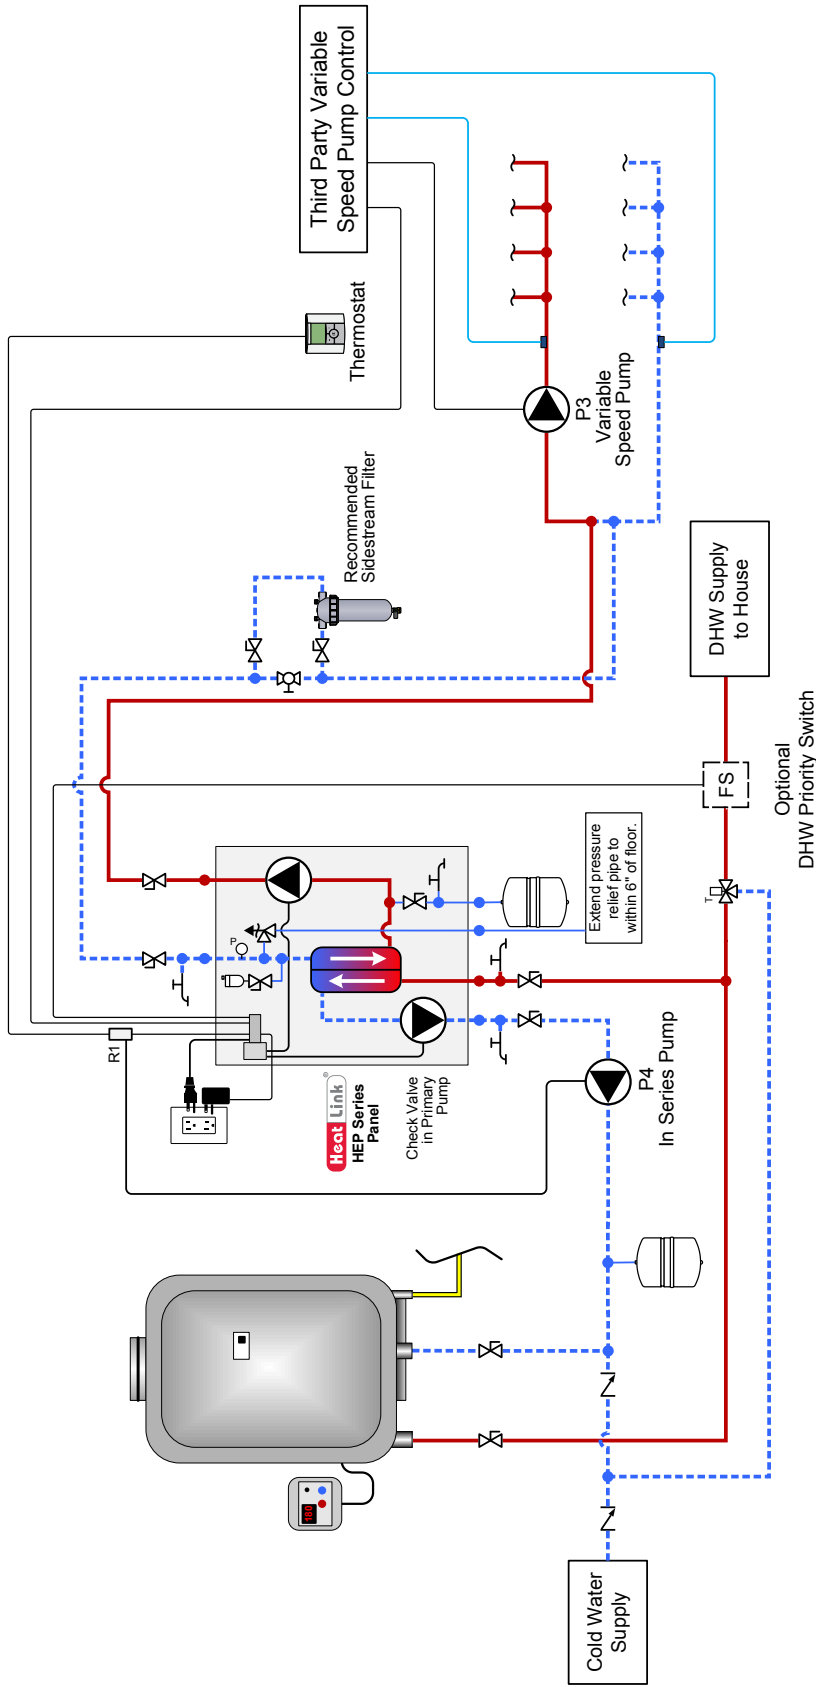 Third Party Variable
Speed Pump Control
Thermostat
Recommended
Sidestream Filter
P3
Variable
Speed Pump
DHW Supply
to House
FS
Optional
DHW Priority Switch
T
Extend pressure
relief pipe to
within 6" of floor.
P
R1
Heat Link®
HEP Series
Panel
Check Valve
in Primary
Pump
P4
In Series Pump
180
Cold Water
Supply